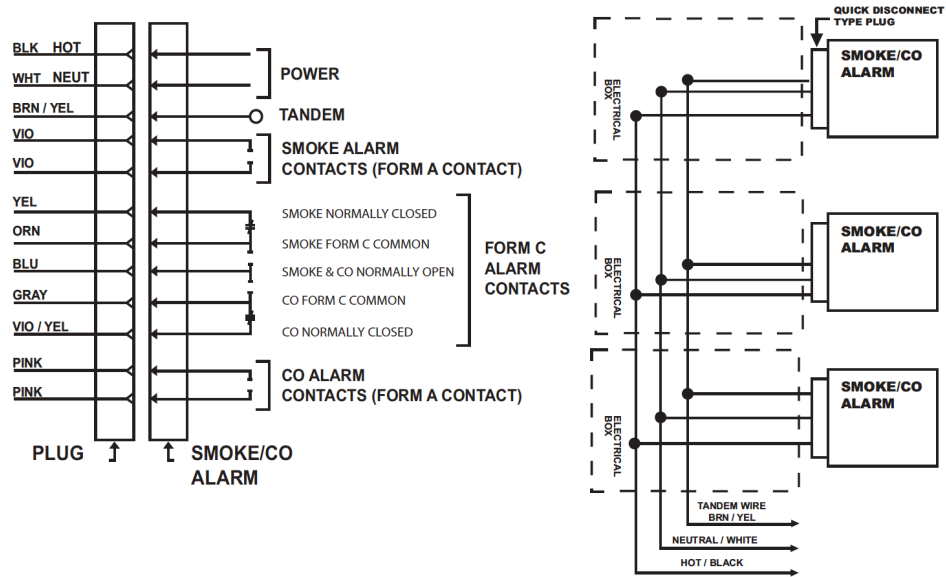 BLK HOT
WHT NEUT
POWER
BRN / YEL
TANDEM
VIO
VIO
SMOKE ALARM
CONTACTS (FORM A CONTACT)
YEL
SMOKE NORMALLY CLOSED
ORN
SMOKE FORM C COMMON
BLU
SMOKE & CO NORMALLY OPEN
GRAY
CO FORM C COMMON
VIO / YEL
CO NORMALLY CLOSED
FORM C
ALARM
CONTACTS
PINK
PINK
CO ALARM
CONTACTS (FORM A CONTACT)
PLUG
SMOKE/CO
ALARM
QUICK DISCONNECT
TYPE PLUG
ELECTRICAL
BOX
SMOKE/CO
ALARM
ELECTRICAL
BOX
SMOKE/CO
ALARM
ELECTRICAL
BOX
SMOKE/CO
ALARM
TANDEM WIRE
BRN / YEL
NEUTRAL / WHITE
HOT / BLACK